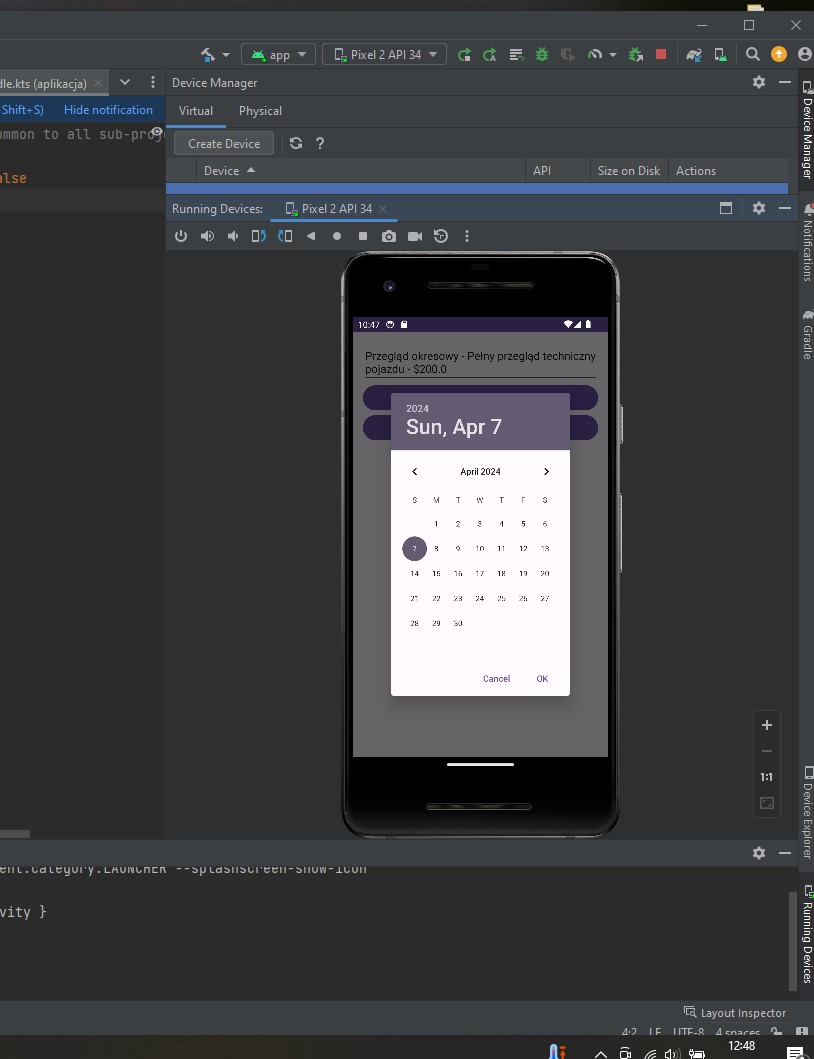 app
Pixel 2 API 34
dle.kts (aplikacja)
Device Manager
Shift+S)
Hide notification
Virtual
Physical
ommon to all sub-proj
Create Device
?
Device
API
Size on Disk
Actions
alse
Running Devices:
Pixel 2 API 34
10:47
Przegląd okresowy - Pełny przegląd techniczny
pojazdu - $200.0
2024
Sun, Apr 7
April 2024
S M T W T F S
1 2 3 4 5 6
7 8 9 10 11 12 13
14 15 16 17 18 19 20
21 22 23 24 25 26 27
28 29 30
Cancel
OK
1:1
Device Manager
Notifications
Gradle
Device Explorer
Running Devices
ent.category.LAUNCHER --splashscreen-show-icon
vity }
Layout Inspector
4:2 LF UTF-8 4 spaces
12:48